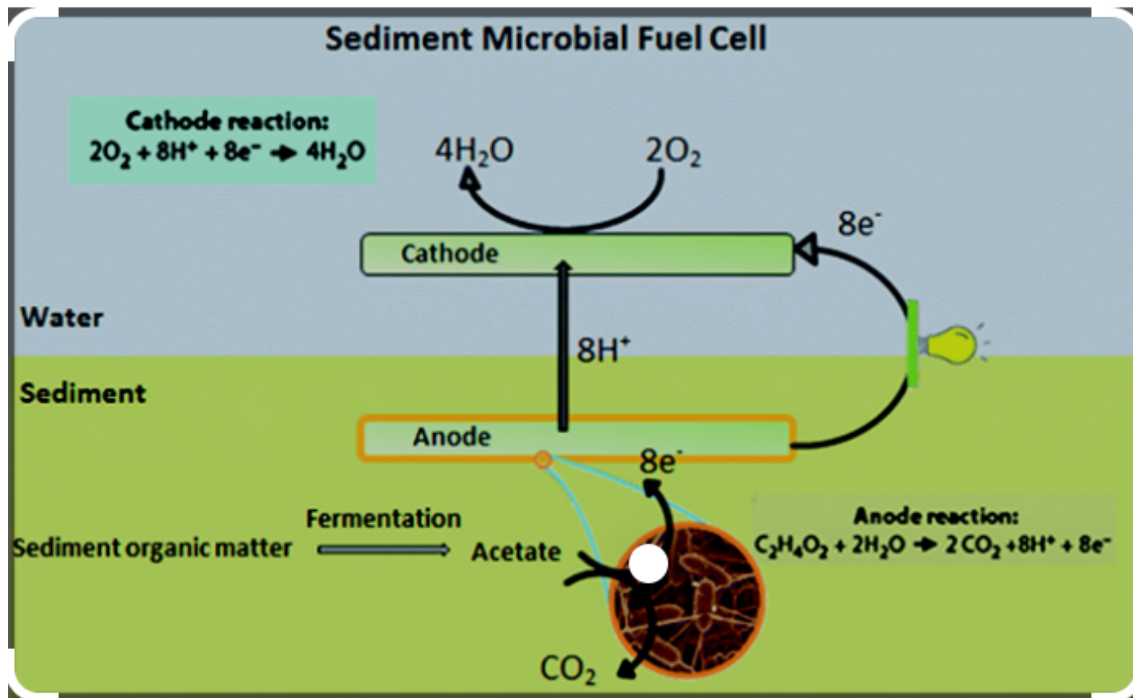 Sediment Microbial Fuel Cell
Cathode reaction:
2O₂ + 8H⁺ + 8e⁻ → 4H₂O
4H₂O
2O₂
8e⁻
Cathode
Water
8H⁺
Sediment
Anode
8e⁻
Fermentation
Sediment organic matter
Acetate
Anode reaction:
C₂H₄O₂ + 2H₂O → 2 CO₂ +8H⁺ + 8e⁻
CO₂